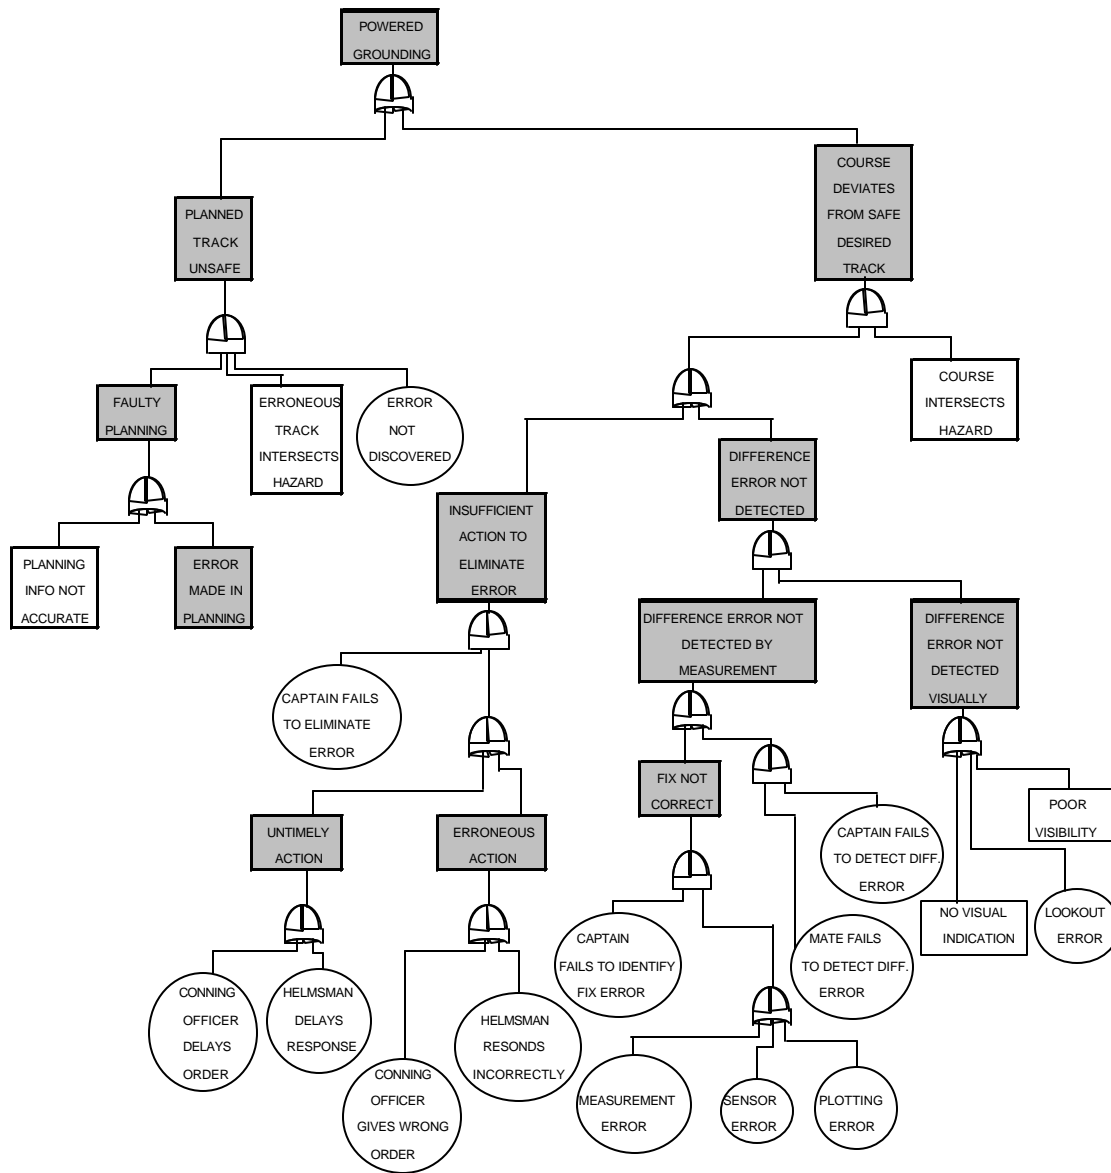 POWERED
GROUNDING
COURSE
DEVIATES
FROM SAFE
DESIRED
TRACK
PLANNED
TRACK
UNSAFE
FAULTY
PLANNING
ERRONEOUS
TRACK
INTERSECTS
HAZARD
ERROR
NOT
DISCOVERED
COURSE
INTERSECTS
HAZARD
DIFFERENCE
ERROR NOT
DETECTED
INSUFFICIENT
ACTION TO
ELIMINATE
ERROR
PLANNING
INFO NOT
ACCURATE
ERROR
MADE IN
PLANNING
DIFFERENCE ERROR NOT
DETECTED BY
MEASUREMENT
DIFFERENCE
ERROR NOT
DETECTED
VISUALLY
CAPTAIN FAILS
TO ELIMINATE
ERROR
FIX NOT
CORRECT
POOR
VISIBILITY
UNTIMELY
ACTION
ERRONEOUS
ACTION
CAPTAIN FAILS
TO DETECT DIFF.
ERROR
NO VISUAL
INDICATION
LOOKOUT
ERROR
CAPTAIN
FAILS TO IDENTIFY
FIX ERROR
MATE FAILS
TO DETECT DIFF.
ERROR
CONNING
OFFICER
DELAYS
ORDER
HELMSMAN
DELAYS
RESPONSE
HELMSMAN
RESONDS
INCORRECTLY
CONNING
OFFICER
GIVES WRONG
ORDER
MEASUREMENT
ERROR
SENSOR
ERROR
PLOTTING
ERROR